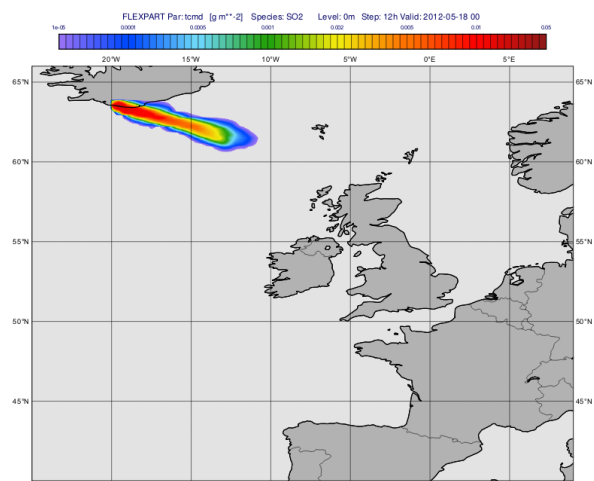 FLEXPART Par: tcmd [g m**-2] Species: SO2 Level: 0m Step: 12h Valid: 2012-05-18 00
1e-05 0.00001 0.0005 0.0001 0.002 0.0005 0.01 0.05
20°W 15°W 10°W 5°W 0°E 5°E
65°N 65°N
60°N 60°N
55°N 55°N
50°N 50°N
45°N 45°N